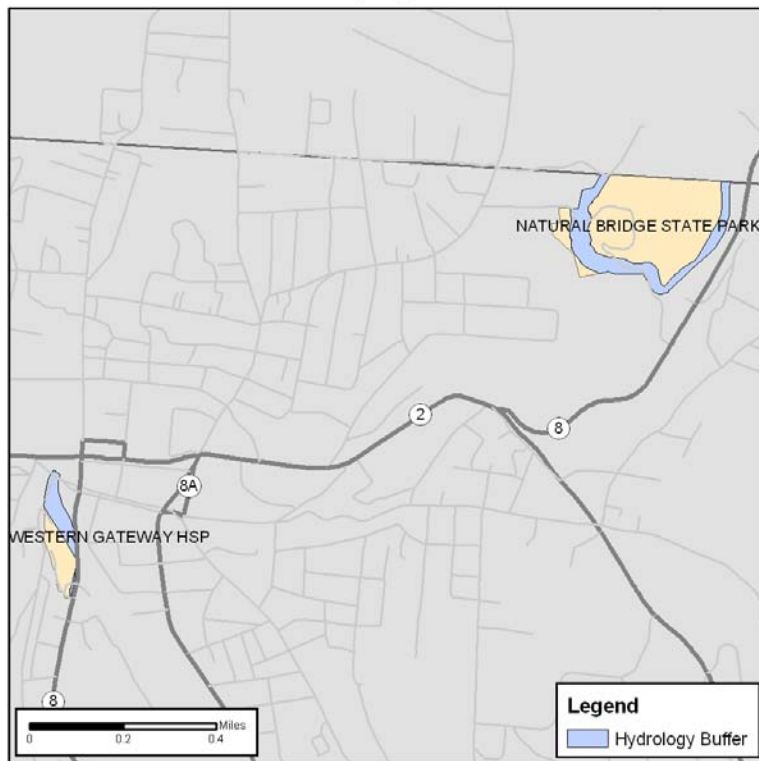 NATURAL BRIDGE STATE PARK
2
8
8A
WESTERN GATEWAY HSP
8
Miles
0 0.2 0.4
Legend
Hydrology Buffer